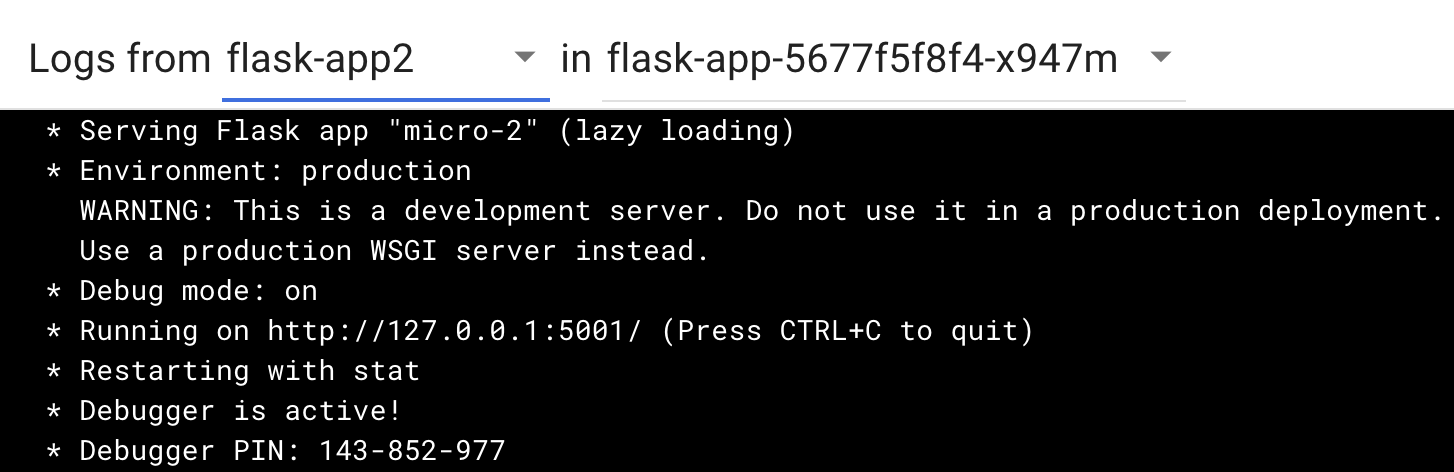 Logs from flask-app2 in flask-app-5677f5f8f4-x947m
* Serving Flask app "micro-2" (lazy loading)
* Environment: production
WARNING: This is a development server. Do not use it in a production deployment.
Use a production WSGI server instead.
* Debug mode: on
* Running on http://127.0.0.1:5001/ (Press CTRL+C to quit)
* Restarting with stat
* Debugger is active!
* Debugger PIN: 143-852-977